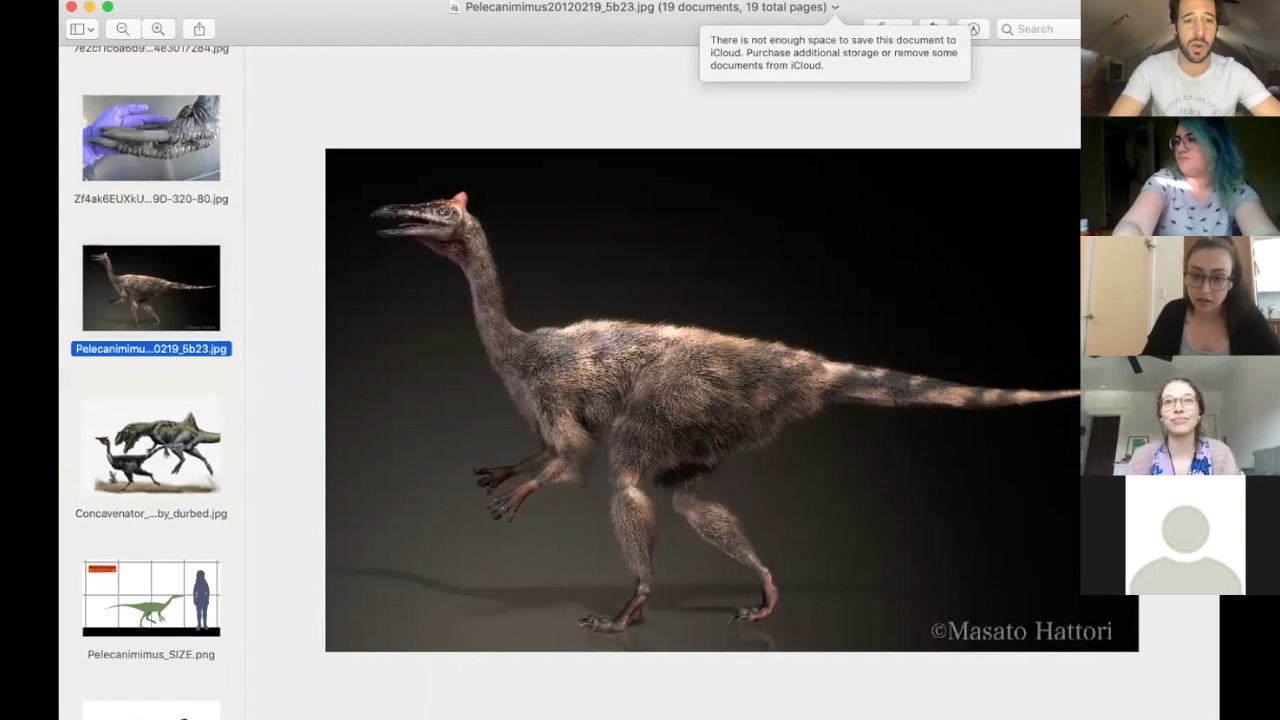 Pelecanimimus20120219_5b23.jpg (19 documents, 19 total pages)
Search
There is not enough space to save this document to
iCloud. Purchase additional storage or remove some
documents from iCloud.
Zf4ak6EUXkU...9D-320-80.jpg
Pelecanimimu...0219_5b23.jpg
Concavenator_...by_durbed.jpg
Pelecanimimus_SIZE.png
©Masato Hattori